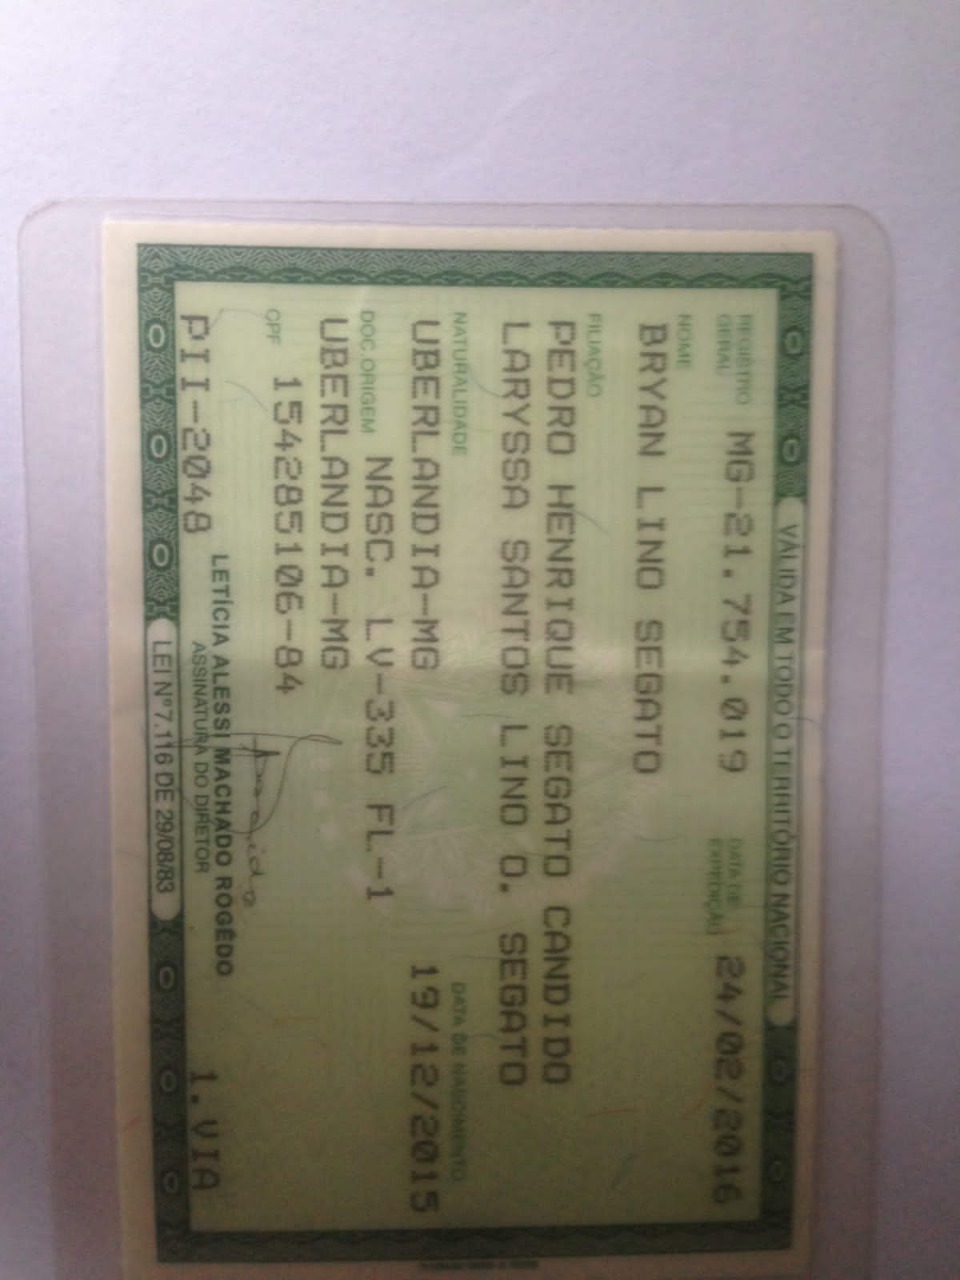 VÁLIDA EM TODO O TERRITÓRIO NACIONAL
REGISTRO GERAL MG-21.754.019 DATA DE EXPEDIÇÃO 24/02/2016
NOME
BRYAN LINO SEGATO
FILIAÇÃO
PEDRO HENRIQUE SEGATO CANDIDO
LARYSSA SANTOS LINO O. SEGATO
NATURALIDADE DATA DE NASCIMENTO
UBERLANDIA-MG 19/12/2015
DOC.ORIGEM NASC. LV-335 FL-1
UBERLANDIA-MG
CPF 154285106-84
PII-2048 1.VIA
LETÍCIA ALESSI MACHADO ROGÊDO
ASSINATURA DO DIRETOR
LEI Nº 7.116 DE 29/08/83